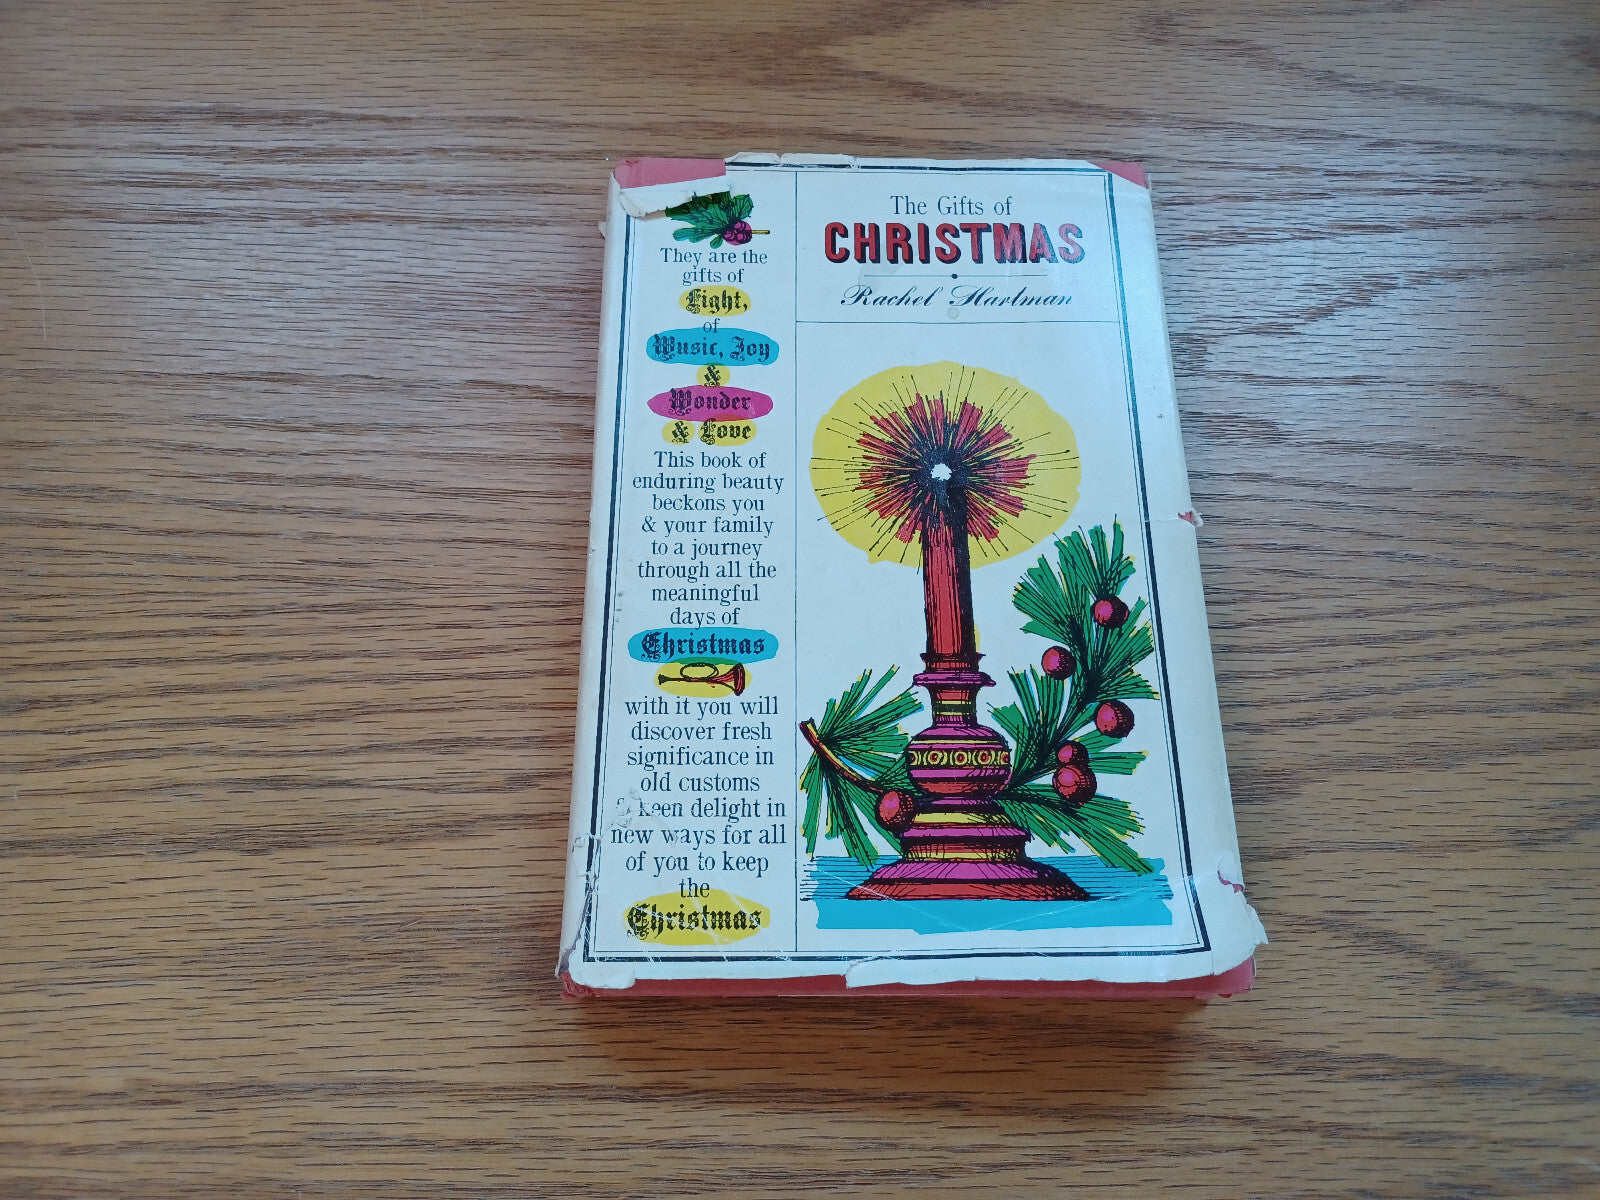 The Gifts of
CHRISTMAS
Rachel Hartman
They are the
gifts of
Light,
of
Music, Joy
&
Wonder
& Love
This book of
enduring beauty
beckons you
& your family
to a journey
through all the
meaningful
days of
Christmas
with it you will
discover fresh
significance in
old customs
& keen delight in
new ways for all
of you to keep
the
Christmas